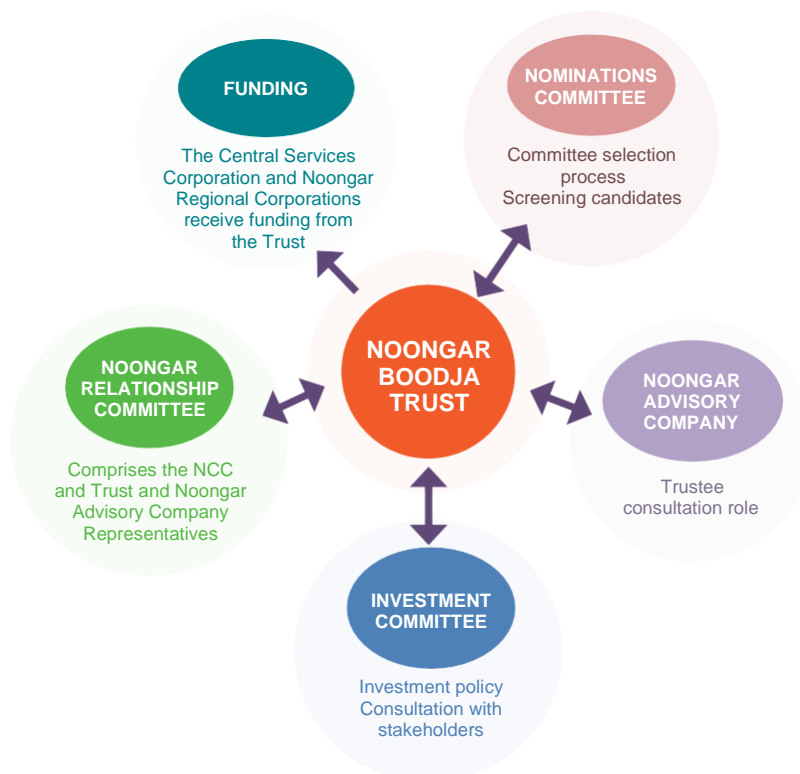 FUNDING
The Central Services
Corporation and Noongar
Regional Corporations
receive funding from
the Trust
NOMINATIONS
COMMITTEE
Committee selection
process
Screening candidates
NOONGAR
BOODJA
TRUST
NOONGAR
RELATIONSHIP
COMMITTEE
Comprises the NCC
and Trust and Noongar
Advisory Company
Representatives
NOONGAR
ADVISORY
COMPANY
Trustee
consultation role
INVESTMENT
COMMITTEE
Investment policy
Consultation with
stakeholders